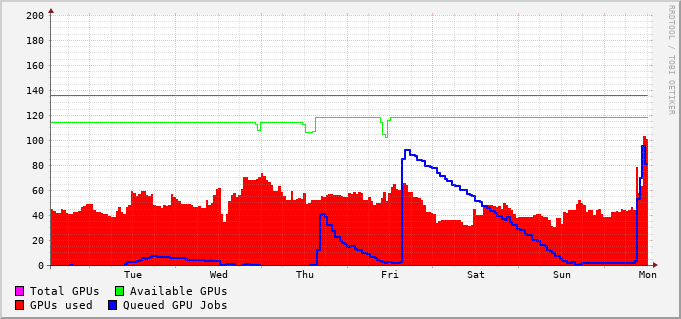 RRDTOOL / TOBI OETIKER
200
180
160
140
120
100
80
60
40
20
0
Tue Wed Thu Fri Sat Sun Mon
Total GPUs Available GPUs
GPUs used Queued GPU Jobs